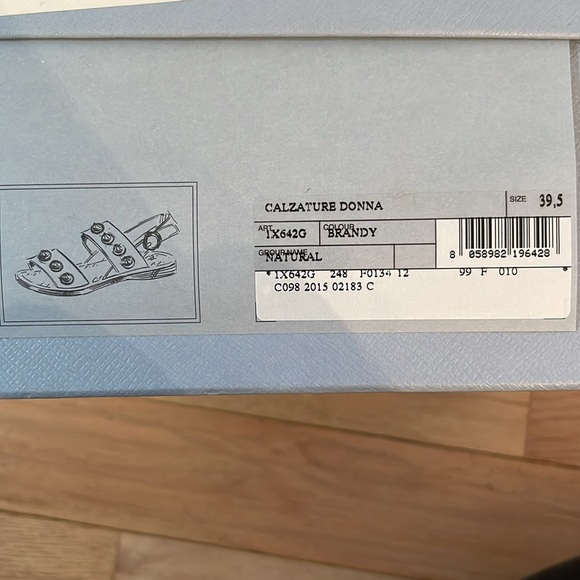 CALZATURE DONNA SIZE 39,5
ART. 1X642G COLOUR BRANDY
GROUP NAME NATURAL
8 058982 196428
*1X642G 248 F0134 12 99 F 010
C098 2015 02183 C